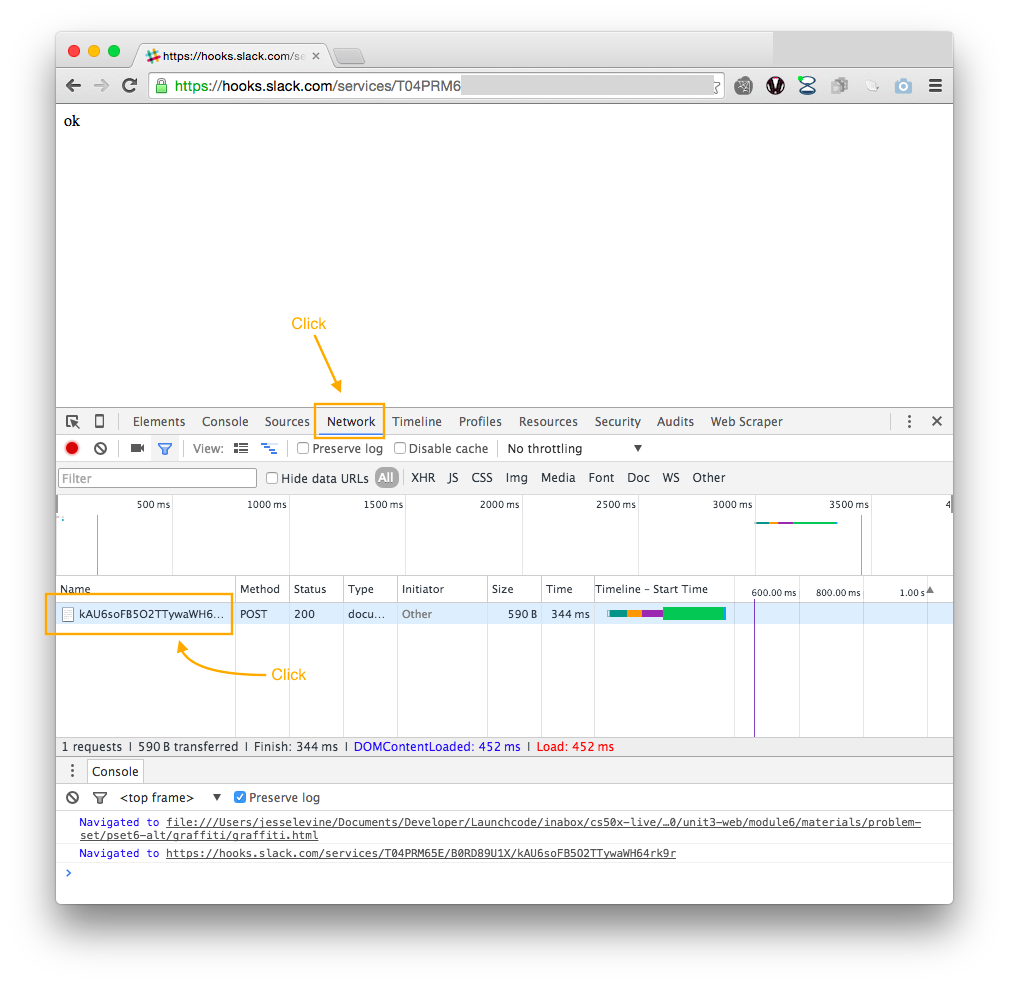 https://hooks.slack.com/se
https://hooks.slack.com/services/T04PRM6
ok
Click
Elements Console Sources Network Timeline Profiles Resources Security Audits Web Scraper
View: Preserve log Disable cache No throttling ▼
Filter Hide data URLs All XHR JS CSS Img Media Font Doc WS Other
500 ms 1000 ms 1500 ms 2000 ms 2500 ms 3000 ms 3500 ms 4
Name Method Status Type Initiator Size Time Timeline – Start Time 600.00 ms 800.00 ms 1.00 s
kAU6soFB5O2TTywaWH6... POST 200 docu... Other 590 B 344 ms
Click
1 requests | 590 B transferred | Finish: 344 ms | DOMContentLoaded: 452 ms | Load: 452 ms
Console
<top frame> ▼ Preserve log
Navigated to file:///Users/jesselevine/Documents/Developer/Launchcode/inabox/cs50x-live/…0/unit3-web/module6/materials/problem-
set/pset6-alt/graffiti/graffiti.html
Navigated to https://hooks.slack.com/services/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